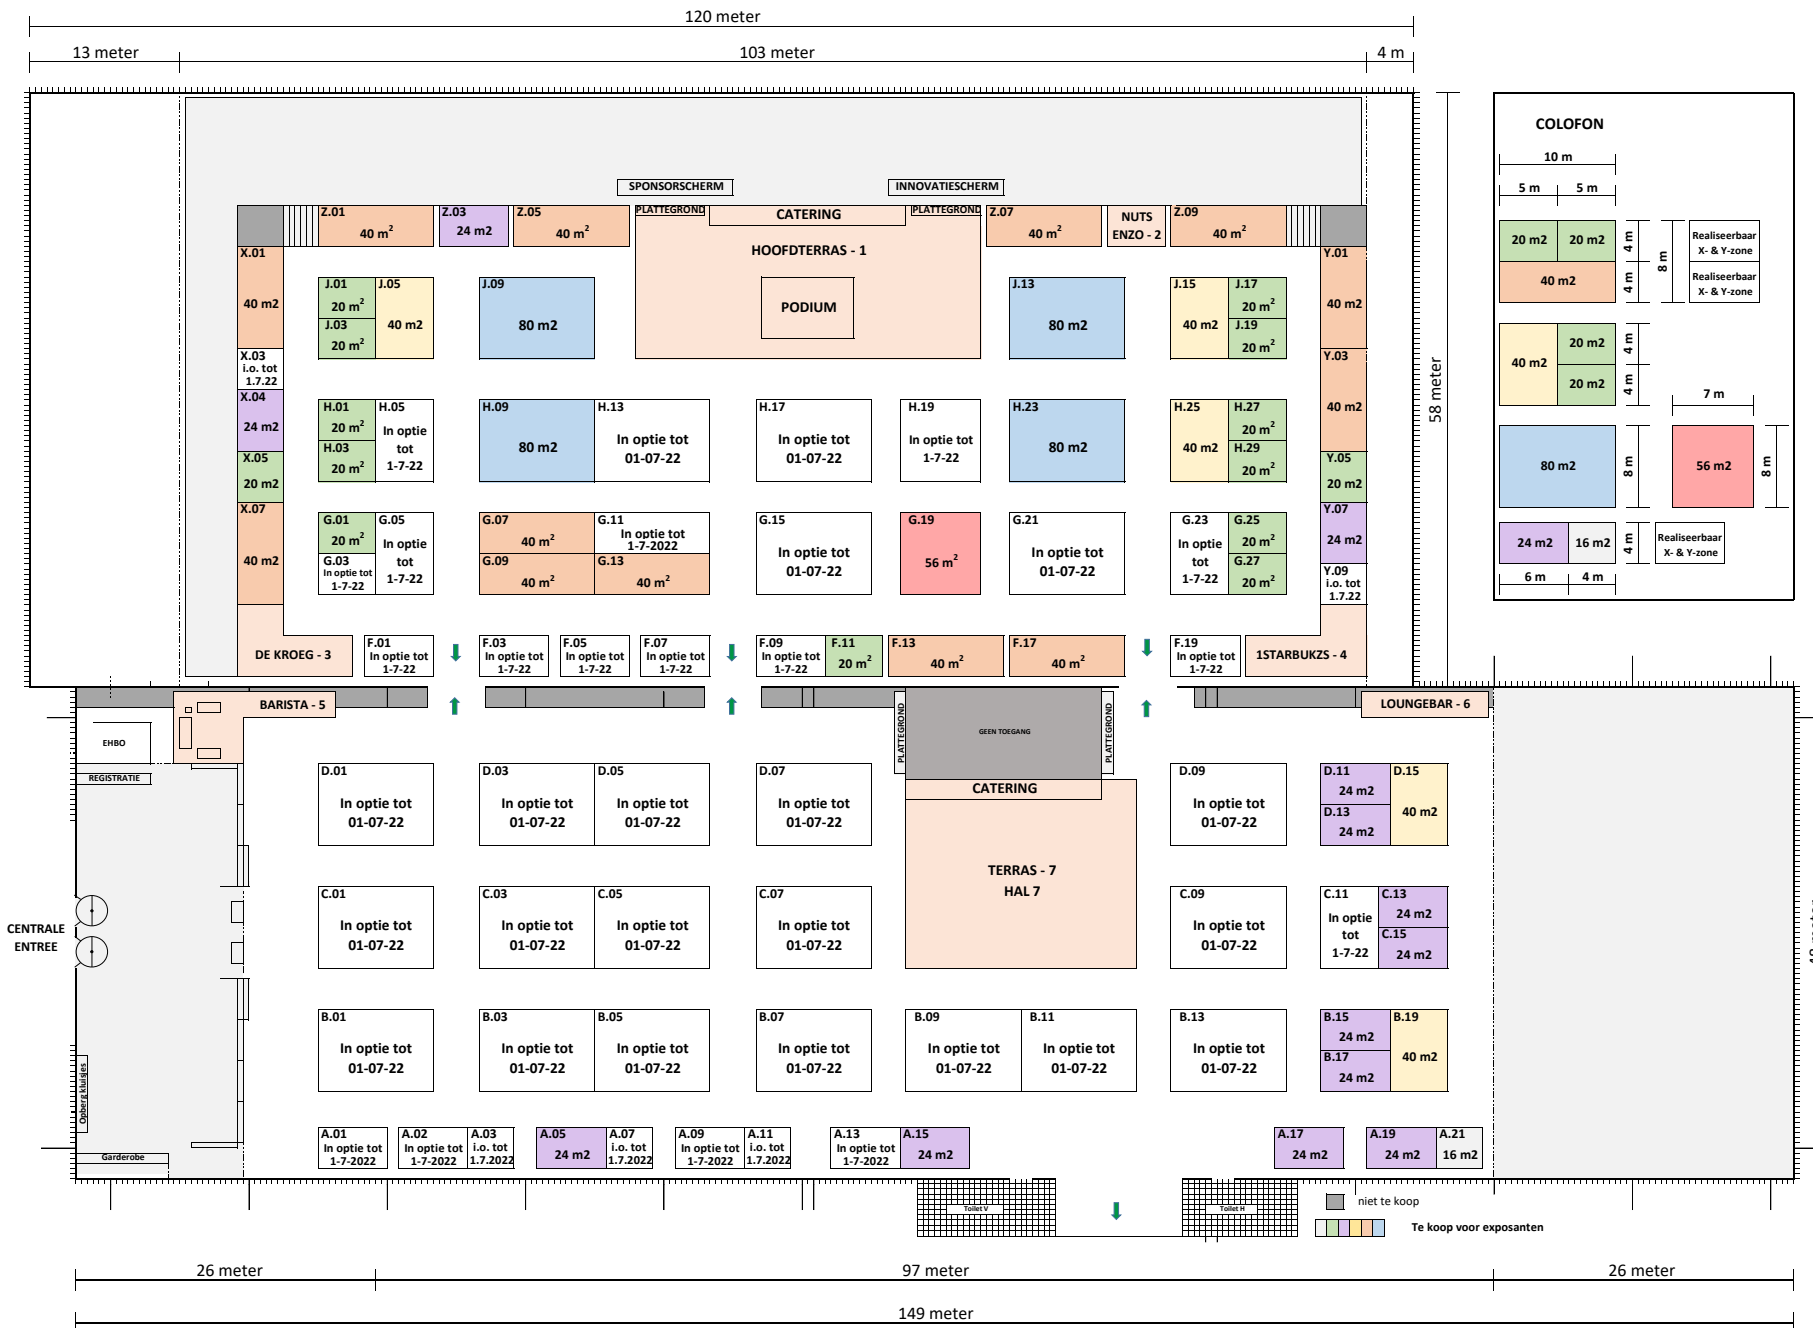 120 meter
13 meter
103 meter
4 m
SPONSORSCHERM
INNOVATIESCHERM
Z.01
40 m²
Z.03
24 m2
Z.05
40 m²
PLATTEGROND
CATERING
PLATTEGROND
Z.07
40 m²
NUTS
ENZO - 2
Z.09
40 m²
HOOFDTERRAS - 1
PODIUM
X.01
40 m2
X.03
i.o. tot
1.7.22
X.04
24 m2
X.05
20 m2
X.07
40 m2
Y.01
40 m2
Y.03
40 m2
Y.05
20 m2
Y.07
24 m2
Y.09
i.o. tot
1.7.22
J.01
20 m²
J.03
20 m²
J.05
40 m2
J.09
80 m2
J.13
80 m2
J.15
40 m2
J.17
20 m²
J.19
20 m²
H.01
20 m²
H.03
20 m²
H.05
In optie
tot
1-7-22
H.09
80 m2
H.13
In optie tot
01-07-22
H.17
In optie tot
01-07-22
H.19
In optie tot
1-7-22
H.23
80 m2
H.25
40 m2
H.27
20 m²
H.29
20 m²
G.01
20 m²
G.03
In optie tot
1-7-22
G.05
In optie
tot
1-7-22
G.07
40 m²
G.09
40 m²
G.11
In optie tot
1-7-2022
G.13
40 m²
G.15
In optie tot
01-07-22
G.19
56 m²
G.21
In optie tot
01-07-22
G.23
In optie
tot
1-7-22
G.25
20 m²
G.27
20 m²
DE KROEG - 3
F.01
In optie tot
1-7-22
F.03
In optie tot
1-7-22
F.05
In optie tot
1-7-22
F.07
In optie tot
1-7-22
F.09
In optie tot
1-7-22
F.11
20 m²
F.13
40 m²
F.17
40 m²
F.19
In optie tot
1-7-22
1STARBUKZS - 4
58 meter
COLOFON
10 m
5 m
5 m
20 m2
20 m2
4 m
8 m
Realiseerbaar
X- & Y-zone
40 m2
4 m
Realiseerbaar
X- & Y-zone
40 m2
20 m2
4 m
20 m2
4 m
7 m
80 m2
8 m
56 m2
8 m
24 m2
16 m2
4 m
Realiseerbaar
X- & Y-zone
6 m
4 m
BARISTA - 5
LOUNGEBAR - 6
EHBO
REGISTRATIE
PLATTEGROND
GEEN TOEGANG
PLATTEGROND
CATERING
TERRAS - 7
HAL 7
D.01
In optie tot
01-07-22
D.03
In optie tot
01-07-22
D.05
In optie tot
01-07-22
D.07
In optie tot
01-07-22
D.09
In optie tot
01-07-22
D.11
24 m2
D.13
24 m2
D.15
40 m2
CENTRALE
ENTREE
C.01
In optie tot
01-07-22
C.03
In optie tot
01-07-22
C.05
In optie tot
01-07-22
C.07
In optie tot
01-07-22
C.09
In optie tot
01-07-22
C.11
In optie
tot
1-7-22
C.13
24 m2
C.15
24 m2
B.01
In optie tot
01-07-22
B.03
In optie tot
01-07-22
B.05
In optie tot
01-07-22
B.07
In optie tot
01-07-22
B.09
In optie tot
01-07-22
B.11
In optie tot
01-07-22
B.13
In optie tot
01-07-22
B.15
24 m2
B.17
24 m2
B.19
40 m2
Opberg kluisjes
Garderobe
A.01
In optie tot
1-7-2022
A.02
In optie tot
1-7-2022
A.03
i.o. tot
1.7.2022
A.05
24 m2
A.07
i.o. tot
1.7.2022
A.09
In optie tot
1-7-2022
A.11
i.o. tot
1.7.2022
A.13
In optie tot
1-7-2022
A.15
24 m2
A.17
24 m2
A.19
24 m2
A.21
16 m2
Toilet V
Toilet H
niet te koop
Te koop voor exposanten
26 meter
97 meter
26 meter
149 meter